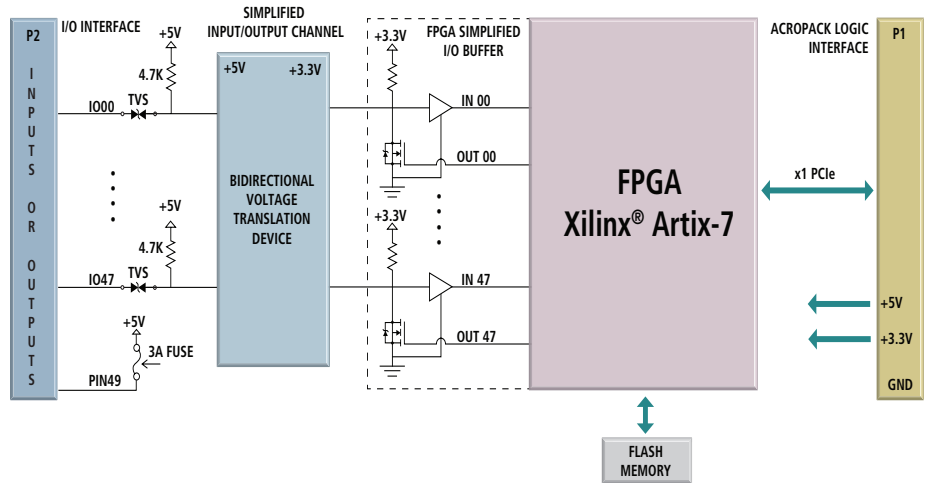 P2
I
N
P
U
T
S
O
R
O
U
T
P
U
T
S
I/O INTERFACE
+5V
4.7K
IO00
TVS
+5V
4.7K
IO47
TVS
+5V
3A FUSE
PIN49
SIMPLIFIED
INPUT/OUTPUT CHANNEL
+5V
+3.3V
BIDIRECTIONAL
VOLTAGE
TRANSLATION
DEVICE
FPGA SIMPLIFIED
I/O BUFFER
+3.3V
IN 00
OUT 00
+3.3V
IN 47
OUT 47
FPGA
Xilinx® Artix-7
FLASH
MEMORY
ACROPACK LOGIC
INTERFACE
x1 PCIe
P1
+5V
+3.3V
GND